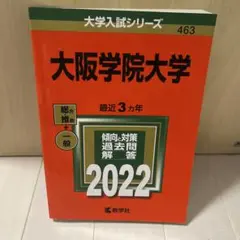 大学入試シリーズ
463
大阪学院大学
最近3カ年
総合
推薦
+
一般
傾向と対策
過去問
解答
2022
教学社